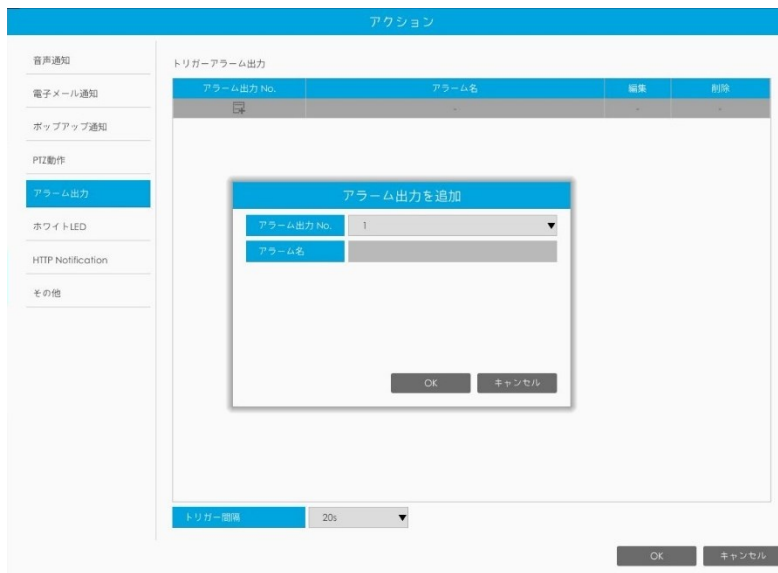 アクション
音声通知
電子メール通知
ポップアップ通知
PTZ動作
アラーム出力
ホワイトLED
HTTP Notification
その他
トリガーアラーム出力
アラーム出力 No. アラーム名 編集 削除
- - -
アラーム出力を追加
アラーム出力 No. 1
アラーム名
OK キャンセル
トリガー間隔 20s
OK キャンセル